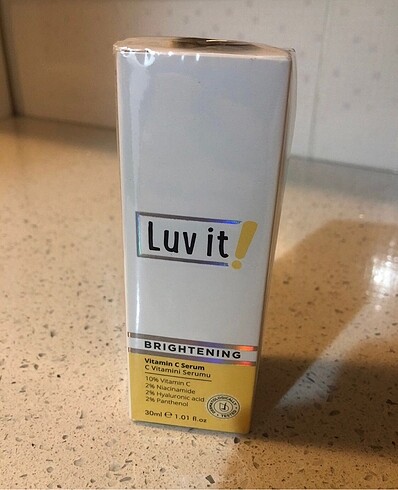 Luv it!
BRIGHTENING
Vitamin C Serum
C Vitamini Serumu
10% Vitamin C
2% Niacinamide
2% Hyaluronic acid
2% Panthenol
30ml ℮ 1.01 fl.oz